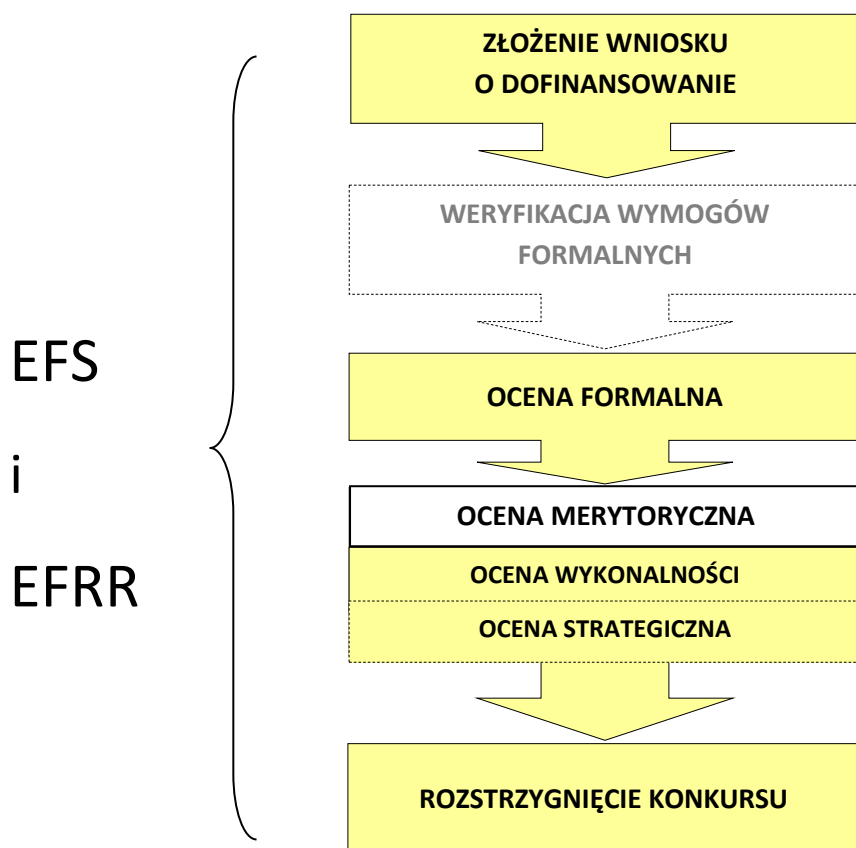 ZŁOŻENIE WNIOSKU
O DOFINANSOWANIE
WERYFIKACJA WYMOGÓW
FORMALNYCH
EFS
i
EFRR
OCENA FORMALNA
OCENA MERYTORYCZNA
OCENA WYKONALNOŚCI
OCENA STRATEGICZNA
ROZSTRZYGNIĘCIE KONKURSU